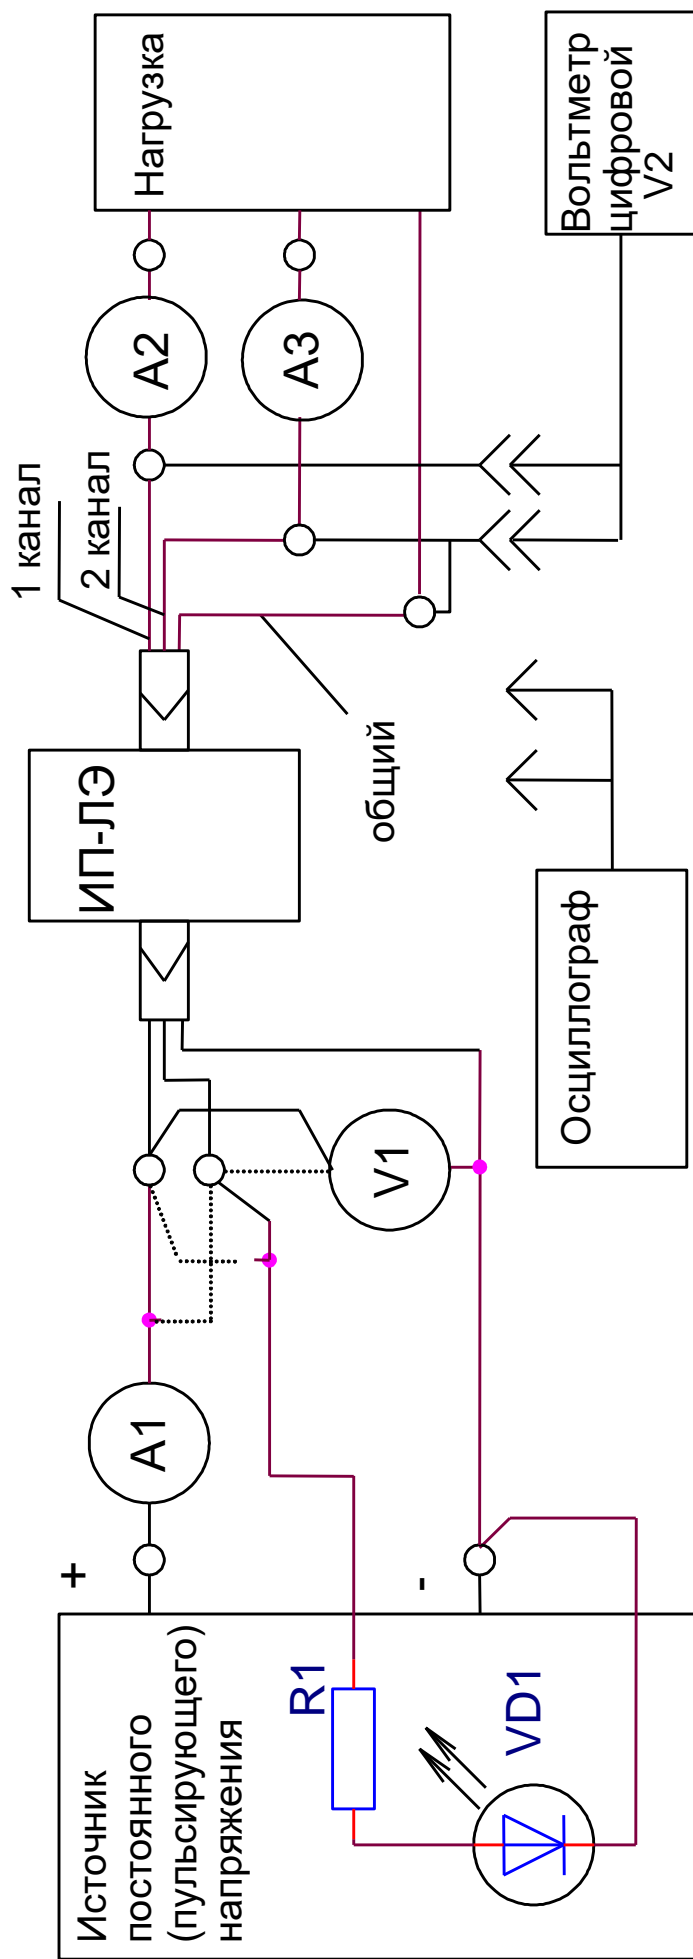 Источник
постоянного
(пульсирующего)
напряжения
+
-
R1
VD1
A1
V1
ИП-ЛЭ
Осциллограф
1 канал
2 канал
общий
A2
A3
Нагрузка
Вольтметр
цифровой
V2